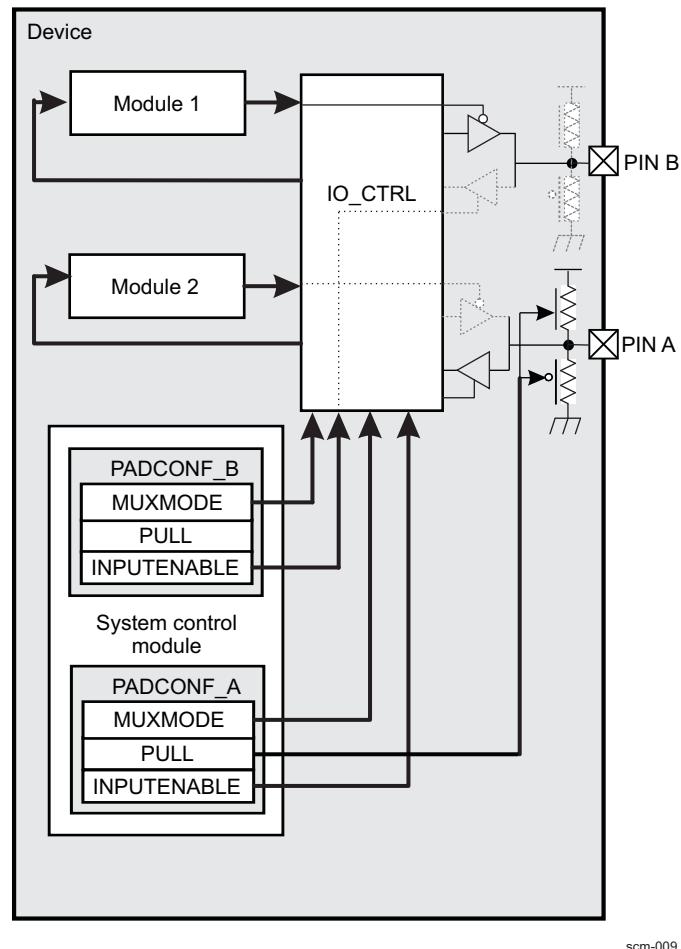 Device
Module 1
IO_CTRL
PIN B
Module 2
PIN A
PADCONF_B
MUXMODE
PULL
INPUTENABLE
System control
module
PADCONF_A
MUXMODE
PULL
INPUTENABLE
scm-009